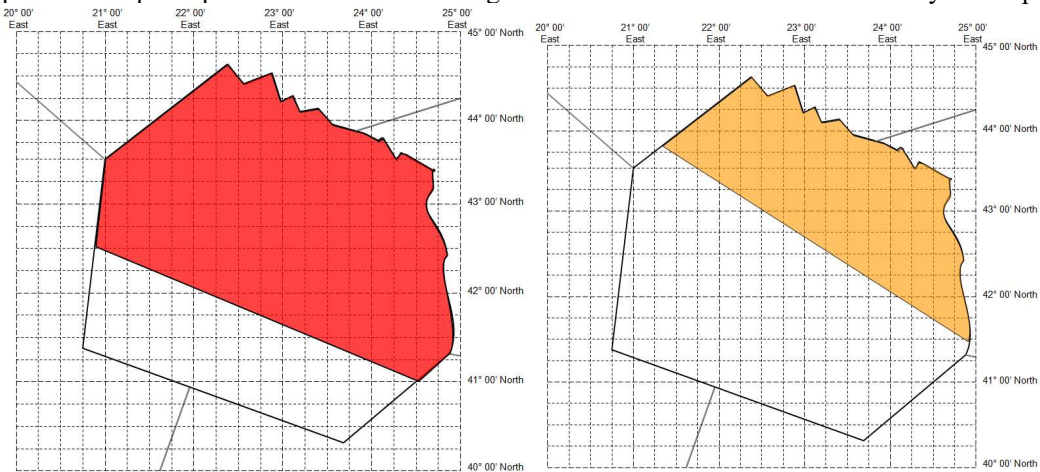 20° 00' 21° 00' 22° 00' 23° 00' 24° 00' 25° 00'
East East East East East East
45° 00' North
44° 00' North
43° 00' North
42° 00' North
41° 00' North
40° 00' North
20° 00' 21° 00' 22° 00' 23° 00' 24° 00' 25° 00'
East East East East East East
45° 00' North
44° 00' North
43° 00' North
42° 00' North
41° 00' North
40° 00' North